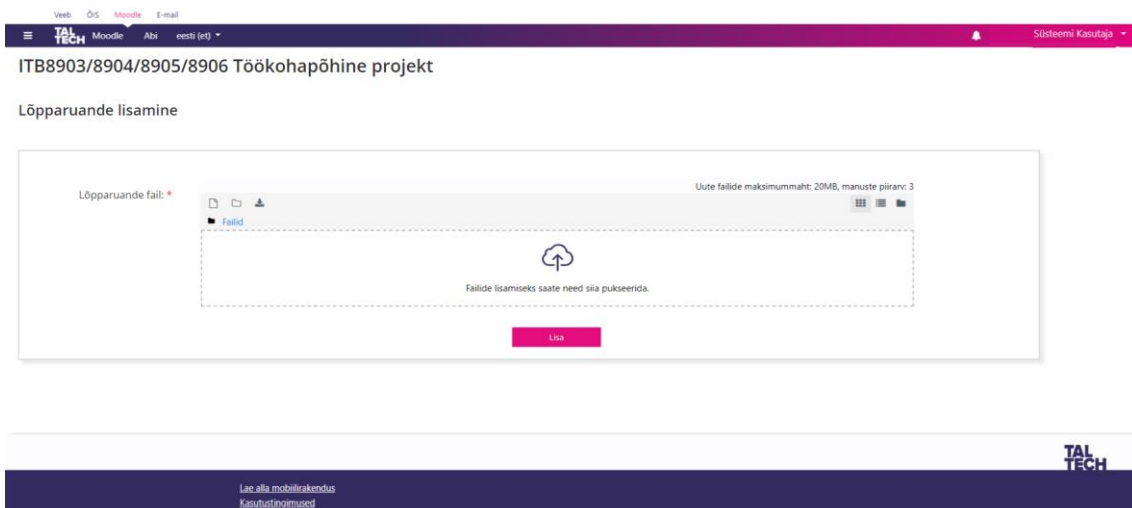 Veeb ÕIS Moodle E-mail
TAL TECH Moodle Abi eesti (et) Süsteemi Kasutaja
ITB8903/8904/8905/8906 Töökohapõhine projekt
Lõpparuande lisamine
Uute failide maksimummaht: 20MB, manuste piirarv: 3
Lõpparuande fail: *
Failid
Failide lisamiseks saate need siia pukseerida.
Lisa
TAL
TECH
Lae alla mobiilirakendus
Kasutustingimused